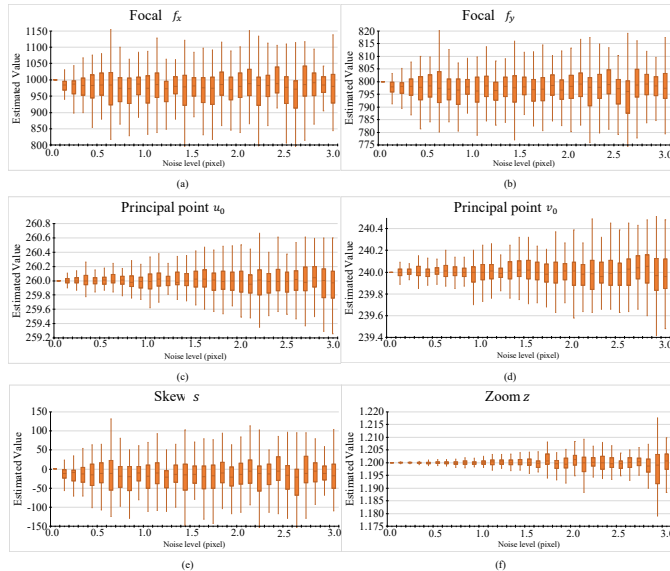 Focal fx
Estimated Value
1150
1100
1050
1000
950
900
850
800
0.0 0.5 1.0 1.5 2.0 2.5 3.0
Noise level (pixel)
(a)
Focal fy
Estimated Value
820
815
810
805
800
795
790
785
780
775
0.0 0.5 1.0 1.5 2.0 2.5 3.0
Noise level (pixel)
(b)
Principal point u0
Estimated Value
260.8
260.6
260.4
260.2
260.0
259.8
259.6
259.4
259.2
0.0 0.5 1.0 1.5 2.0 2.5 3.0
Noise level (pixel)
(c)
Principal point v0
Estimated Value
240.4
240.2
240.0
239.8
239.6
239.4
0.0 0.5 1.0 1.5 2.0 2.5 3.0
Noise level (pixel)
(d)
Skew s
Estimated Value
150
100
50
0
-50
-100
-150
0.0 0.5 1.0 1.5 2.0 2.5 3.0
Noise level (pixel)
(e)
Zoom z
Estimated Value
1.220
1.215
1.210
1.205
1.200
1.195
1.190
1.185
1.180
1.175
0.0 0.5 1.0 1.5 2.0 2.5 3.0
Noise level (pixel)
(f)